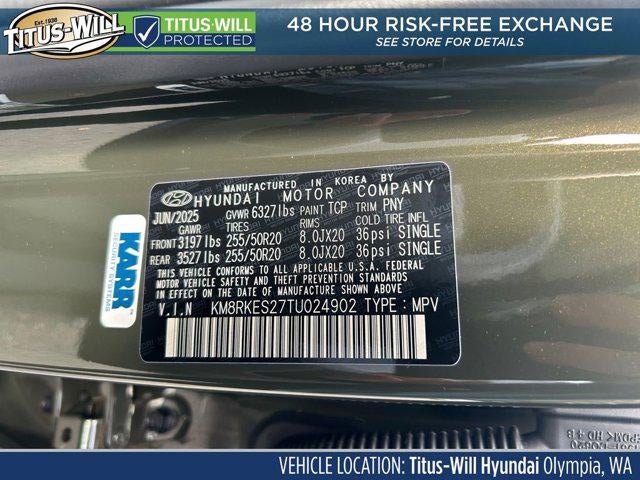 Est. 1938
TITUS-WILL
TITUS-WILL
PROTECTED
48 HOUR RISK-FREE EXCHANGE
SEE STORE FOR DETAILS
MANUFACTURED IN KOREA BY
HYUNDAI MOTOR COMPANY
JUN/2025 GVWR 6327lbs PAINT TCP TRIM PNY
GAWR TIRES RIMS COLD TIRE INFL
FRONT 3197lbs 255/50R20 8.0JX20 36psi SINGLE
REAR 3527lbs 255/50R20 8.0JX20 36psi SINGLE
THIS VEHICLE CONFORMS TO ALL APPLICABLE U.S.A. FEDERAL
MOTOR VEHICLE SAFETY AND THEFT PREVENTION STANDARDS
IN EFFECT ON THE DATE OF MANUFACTURE SHOWN ABOVE.
V.I.N KM8RKES27TU024902 TYPE : MPV
KARR
SECURITY SYSTEMS
VEHICLE LOCATION: Titus-Will Hyundai Olympia, WA